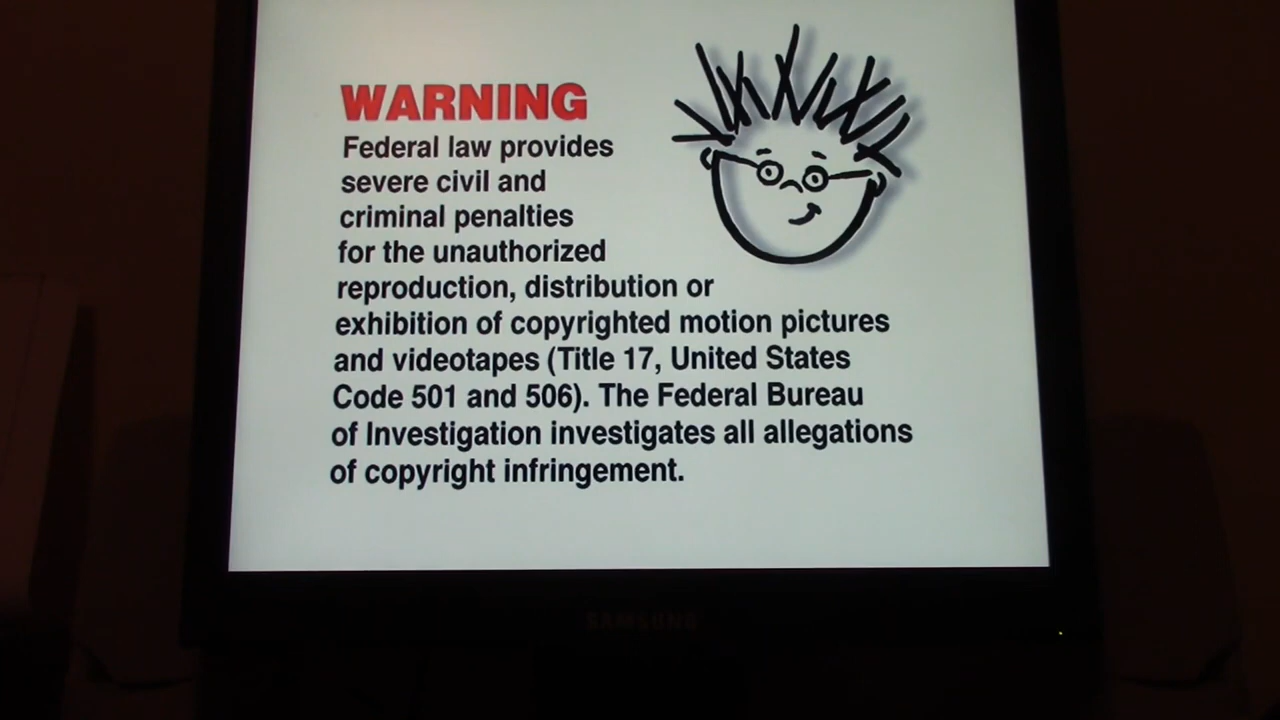 WARNING
Federal law provides
severe civil and
criminal penalties
for the unauthorized
reproduction, distribution or
exhibition of copyrighted motion pictures
and videotapes (Title 17, United States
Code 501 and 506). The Federal Bureau
of Investigation investigates all allegations
of copyright infringement.
SAMSUNG